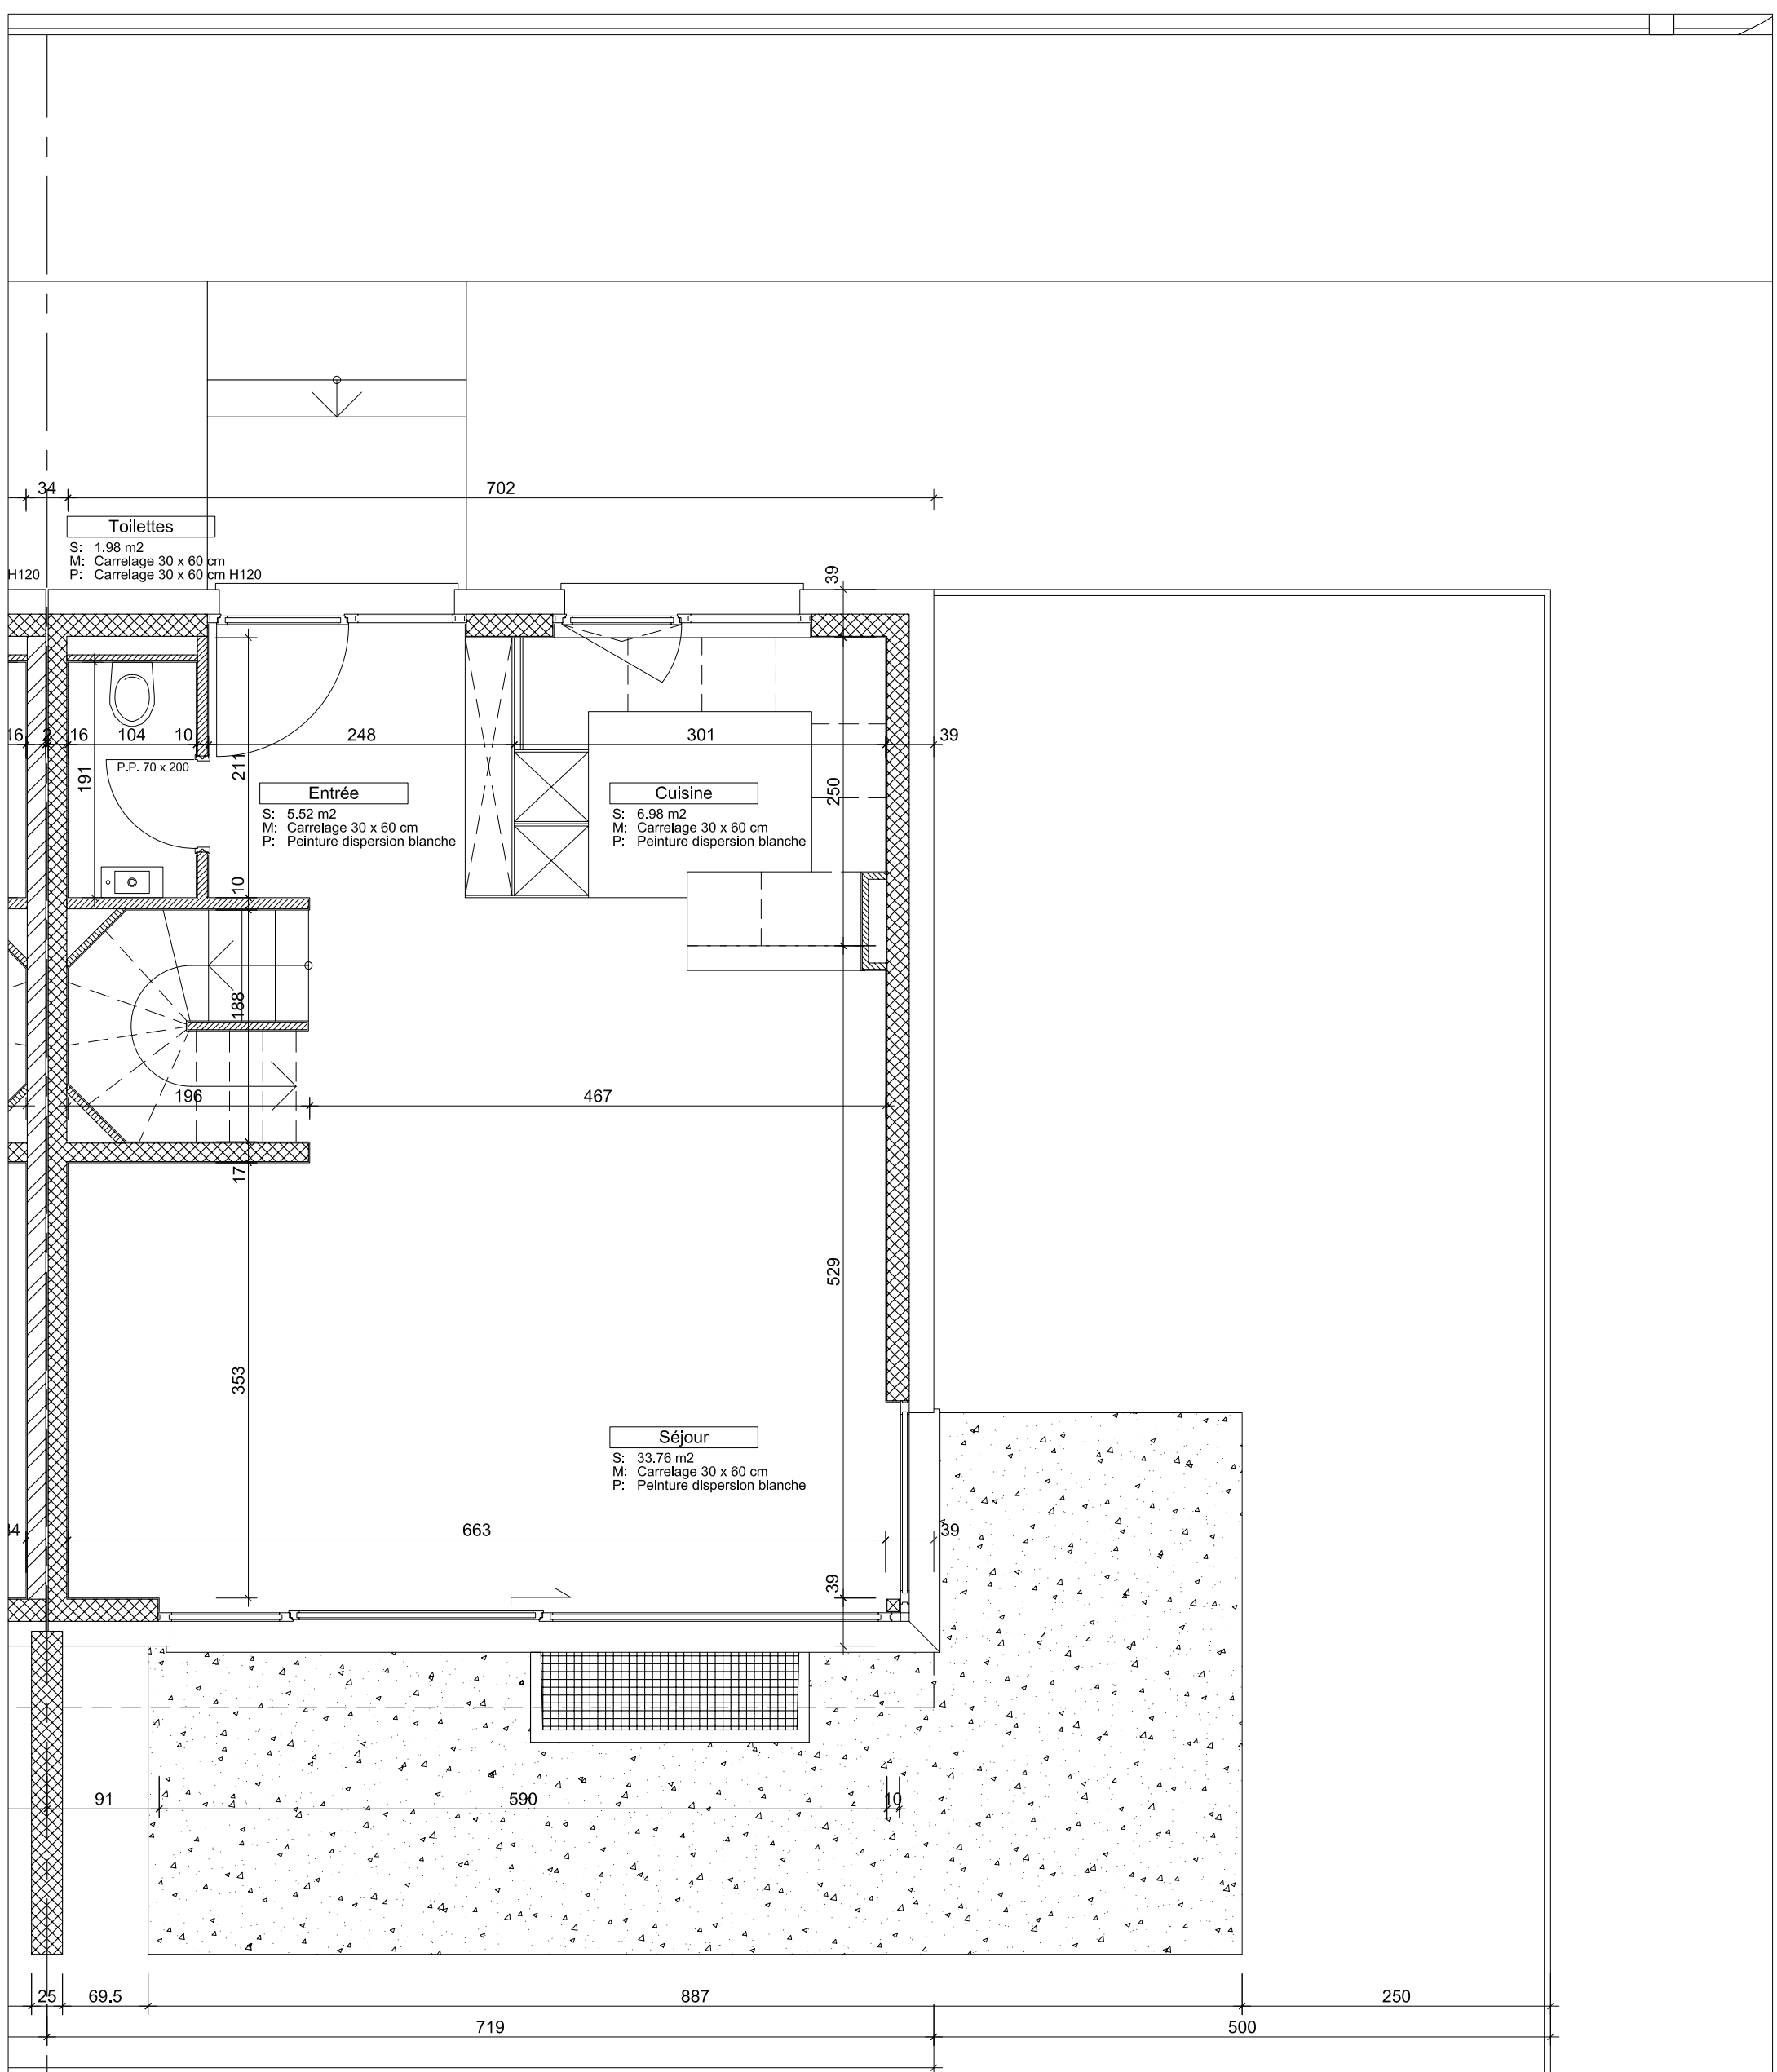 34
702
Toilettes
S: 1.98 m2
M: Carrelage 30 x 60 cm
P: Carrelage 30 x 60 cm H120
H120
39
16
2
16
104
10
248
301
39
P.P. 70 x 200
191
211
250
Entrée
S: 5.52 m2
M: Carrelage 30 x 60 cm
P: Peinture dispersion blanche
Cuisine
S: 6.98 m2
M: Carrelage 30 x 60 cm
P: Peinture dispersion blanche
10
188
196
467
17
529
353
Séjour
S: 33.76 m2
M: Carrelage 30 x 60 cm
P: Peinture dispersion blanche
663
39
39
91
590
10
25
69.5
887
250
719
500